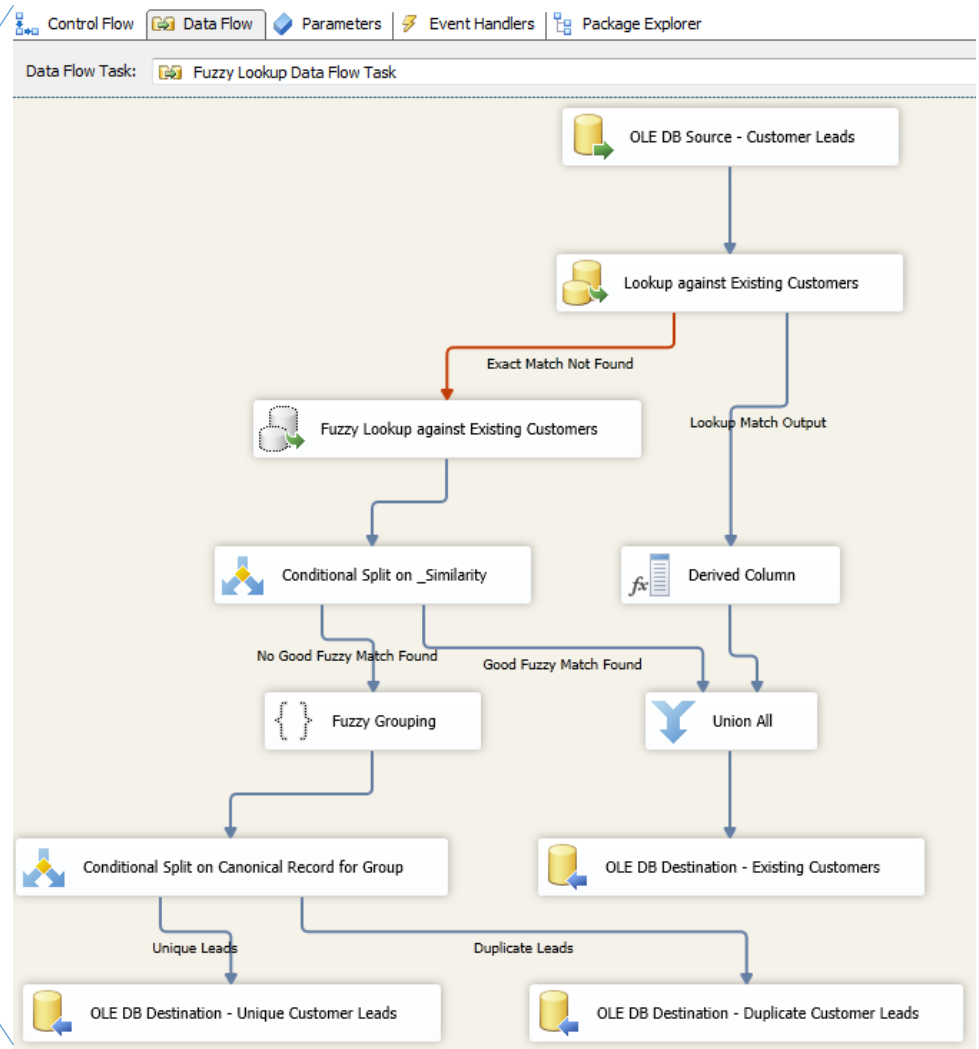 Control Flow Data Flow Parameters Event Handlers Package Explorer
Data Flow Task: Fuzzy Lookup Data Flow Task
OLE DB Source - Customer Leads
Lookup against Existing Customers
Exact Match Not Found
Lookup Match Output
Fuzzy Lookup against Existing Customers
Conditional Split on _Similarity
fx Derived Column
No Good Fuzzy Match Found
Good Fuzzy Match Found
{ } Fuzzy Grouping
Union All
Conditional Split on Canonical Record for Group
OLE DB Destination - Existing Customers
Unique Leads
Duplicate Leads
OLE DB Destination - Unique Customer Leads
OLE DB Destination - Duplicate Customer Leads